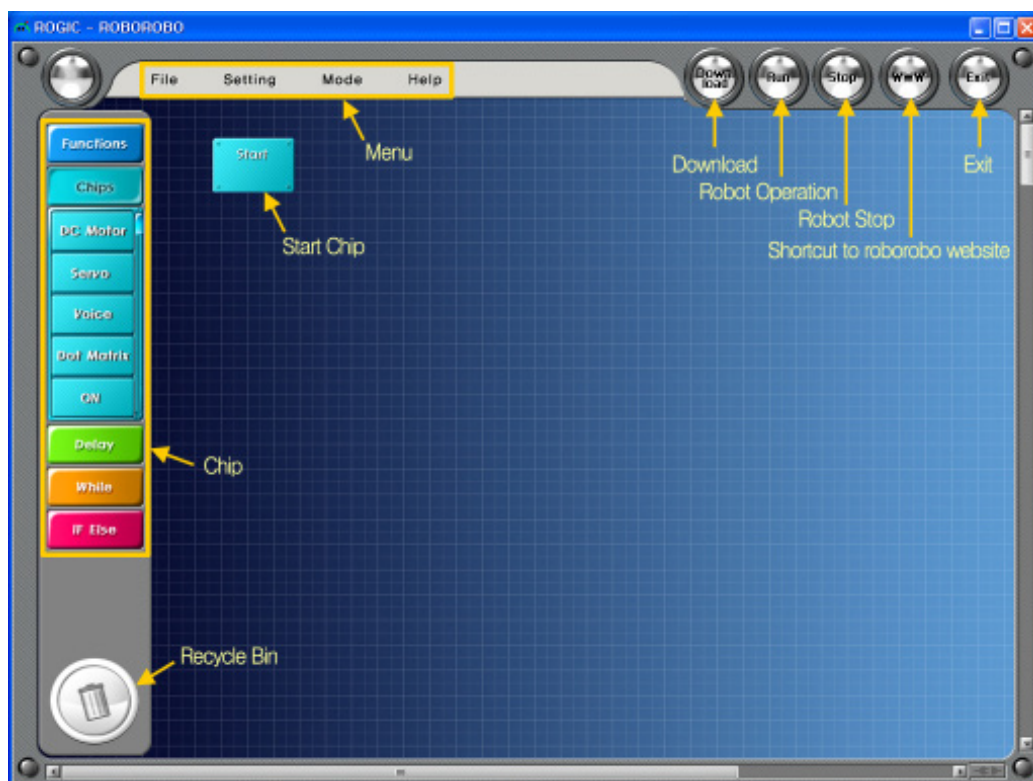 ROGIC - ROBOROBO
File Setting Mode Help
Down load
Run
Stop
WWW
Exit
Functions
Chips
DC Motor
Servo
Voice
Dot Matrix
ON
Delay
While
IF Else
Start
Menu
Start Chip
Download
Robot Operation
Robot Stop
Shortcut to roborobo website
Exit
Chip
Recycle Bin